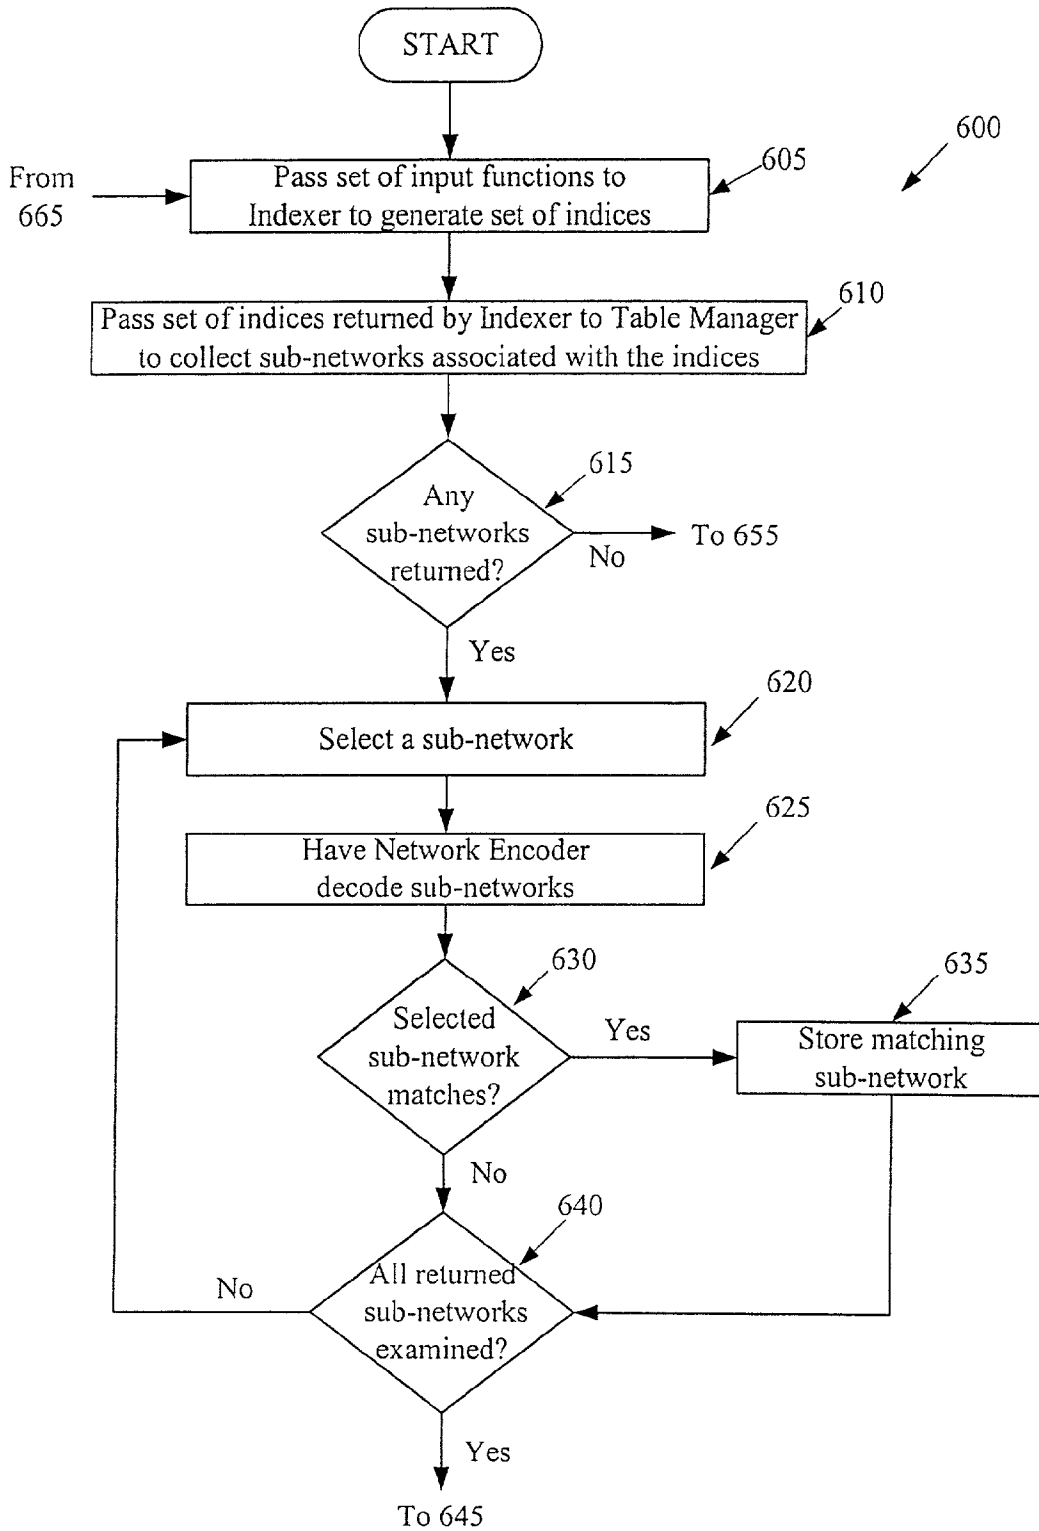 START
600
605
From
665
Pass set of input functions to
Indexer to generate set of indices
610
Pass set of indices returned by Indexer to Table Manager
to collect sub-networks associated with the indices
615
Any
sub-networks
returned?
No
To 655
Yes
620
Select a sub-network
625
Have Network Encoder
decode sub-networks
630
635
Selected
sub-network
matches?
Yes
Store matching
sub-network
No
640
All returned
sub-networks
examined?
No
Yes
To 645